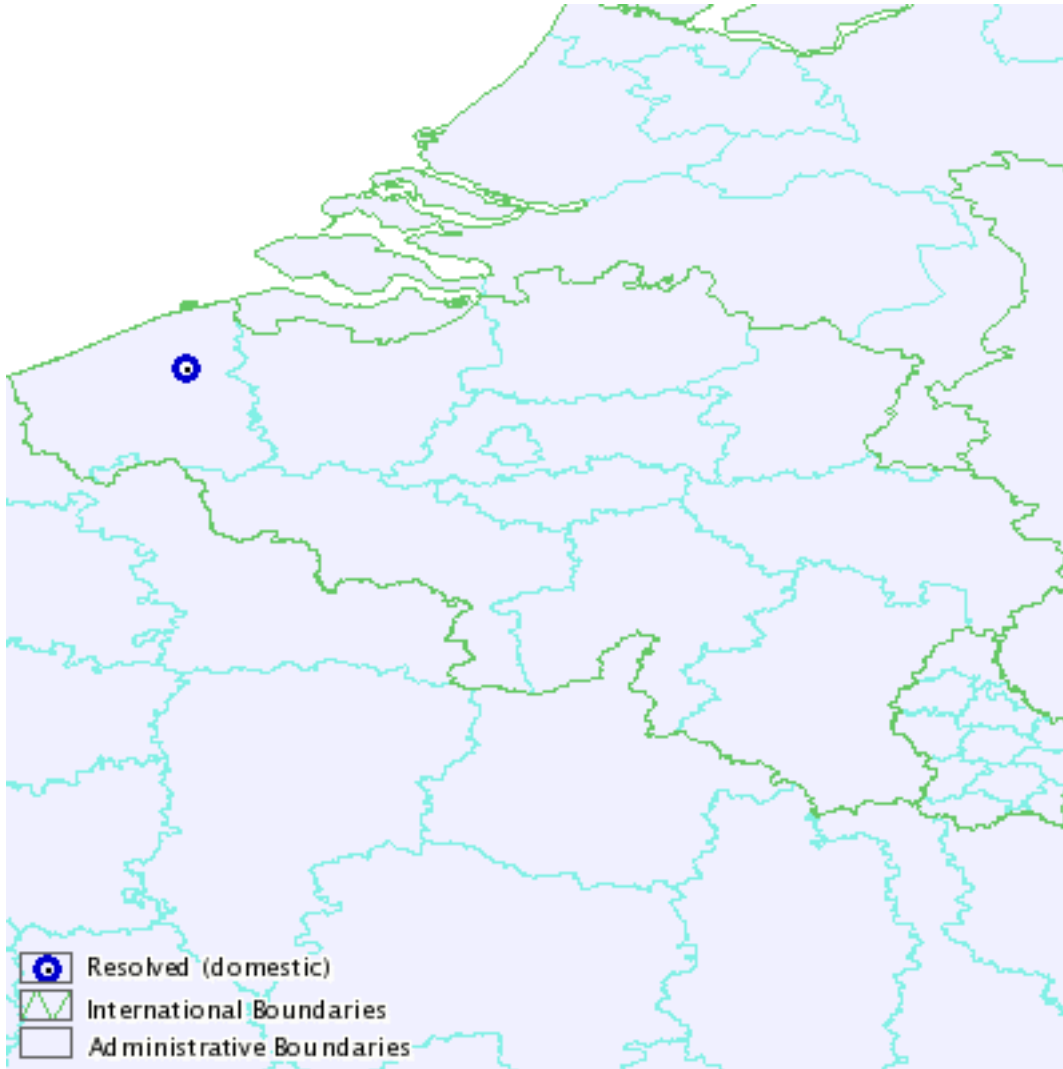 Resolved (domestic)
International Boundaries
Administrative Boundaries